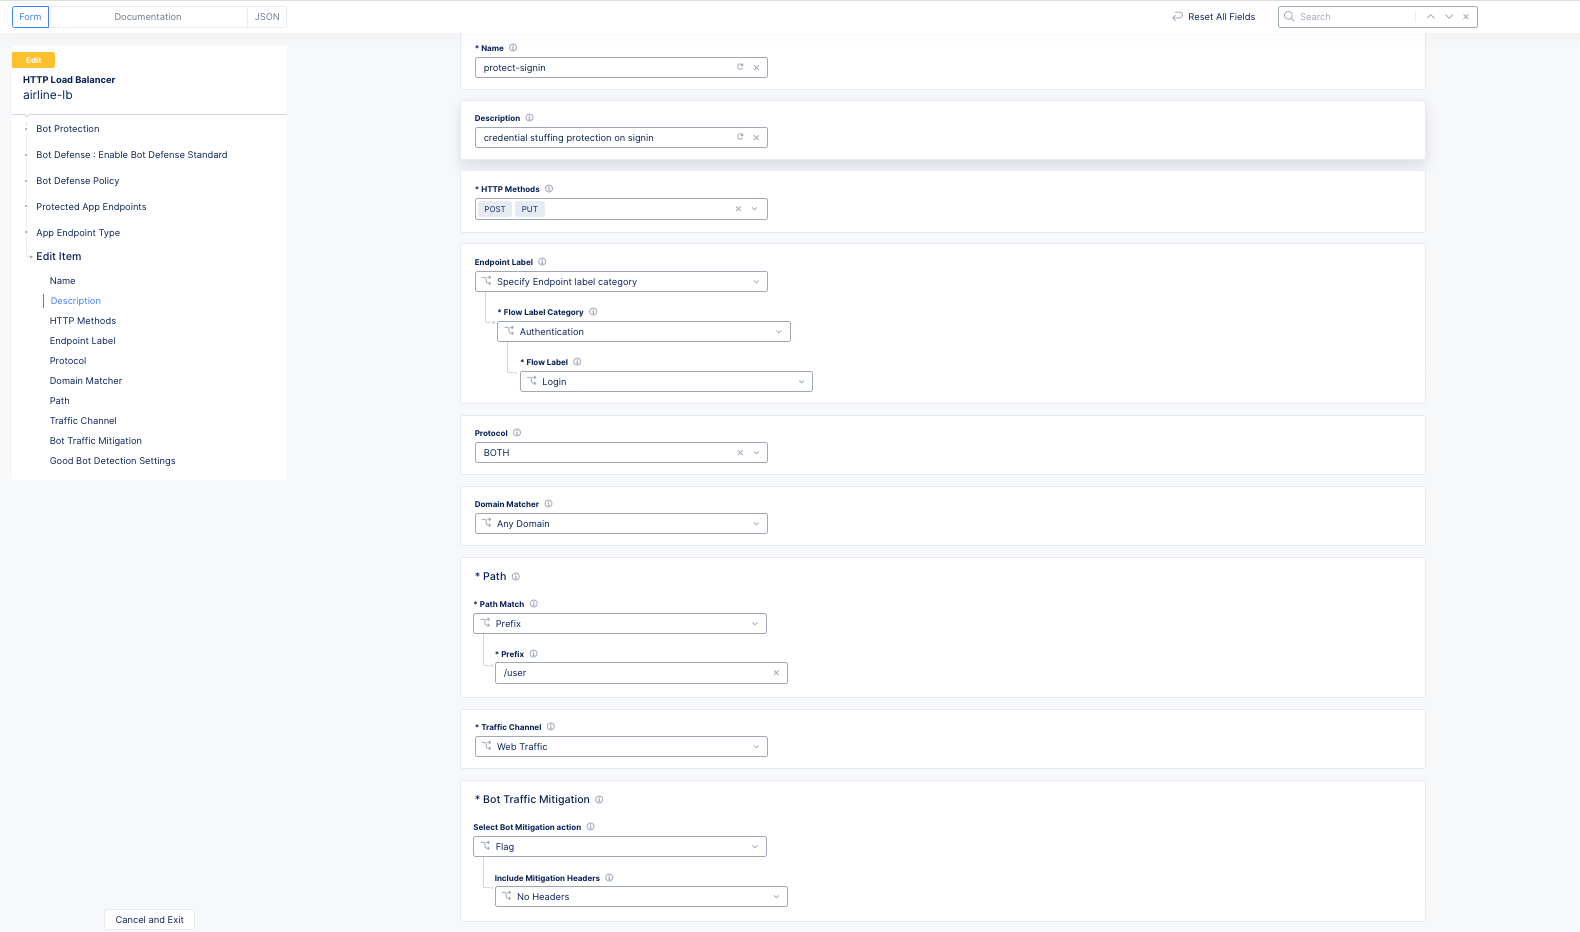 Form Documentation JSON
Reset All Fields
Search
Edit
HTTP Load Balancer
airline-lb
Bot Protection
Bot Defense : Enable Bot Defense Standard
Bot Defense Policy
Protected App Endpoints
App Endpoint Type
Edit Item
Name
Description
HTTP Methods
Endpoint Label
Protocol
Domain Matcher
Path
Traffic Channel
Bot Traffic Mitigation
Good Bot Detection Settings
Cancel and Exit
* Name
protect-signin
Description
credential stuffing protection on signin
* HTTP Methods
POST PUT
Endpoint Label
Specify Endpoint label category
* Flow Label Category
Authentication
* Flow Label
Login
Protocol
BOTH
Domain Matcher
Any Domain
* Path
* Path Match
Prefix
* Prefix
/user
* Traffic Channel
Web Traffic
* Bot Traffic Mitigation
Select Bot Mitigation action
Flag
Include Mitigation Headers
No Headers